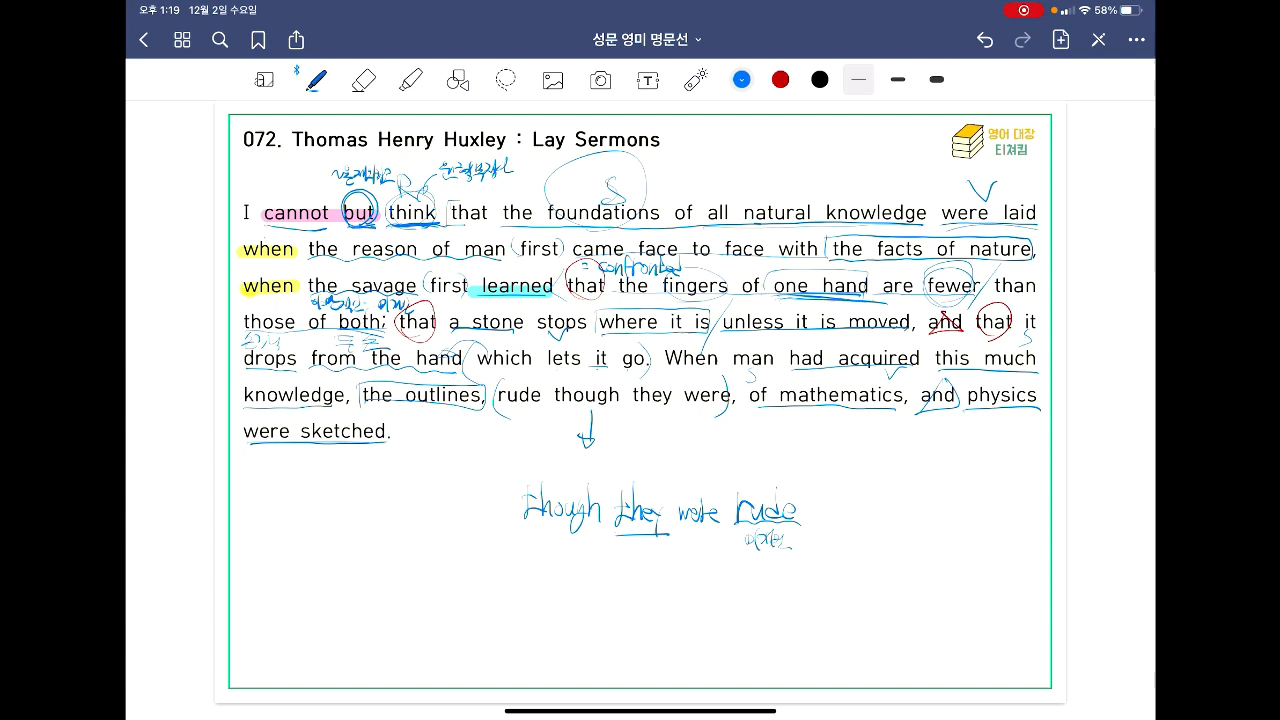 오후 1:19 12월 2일 수요일
58%
성문 영미 명문선
072. Thomas Henry Huxley : Lay Sermons
영어 대장
티쳐킴
S
I cannot but think that the foundations of all natural knowledge were laid
when the reason of man first came face to face with the facts of nature,
= confronted
when the savage first learned that the fingers of one hand are fewer than
those of both; that a stone stops where it is unless it is moved, and that it
S
drops from the hand which lets it go. When man had acquired this much
S V
knowledge, the outlines, rude though they were, of mathematics, and physics
were sketched.
though they were rude